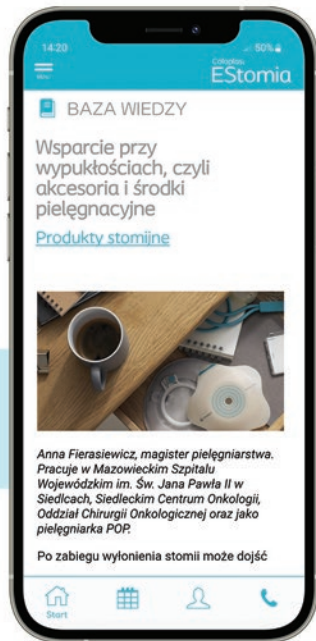 14:20
50%
MENU
Coloplast
EStomia
BAZA WIEDZY
Wsparcie przy
wypukłościach, czyli
akcesoria i środki
pielęgnacyjne
Produkty stomijne
Anna Fierasiewicz, magister pielęgniarstwa.
Pracuje w Mazowieckim Szpitalu
Wojewódzkim im. Św. Jana Pawła II w
Siedlcach, Siedleckim Centrum Onkologii,
Oddział Chirurgii Onkologicznej oraz jako
pielęgniarka POP.
Po zabiegu wyłonienia stomii może dojść
Start